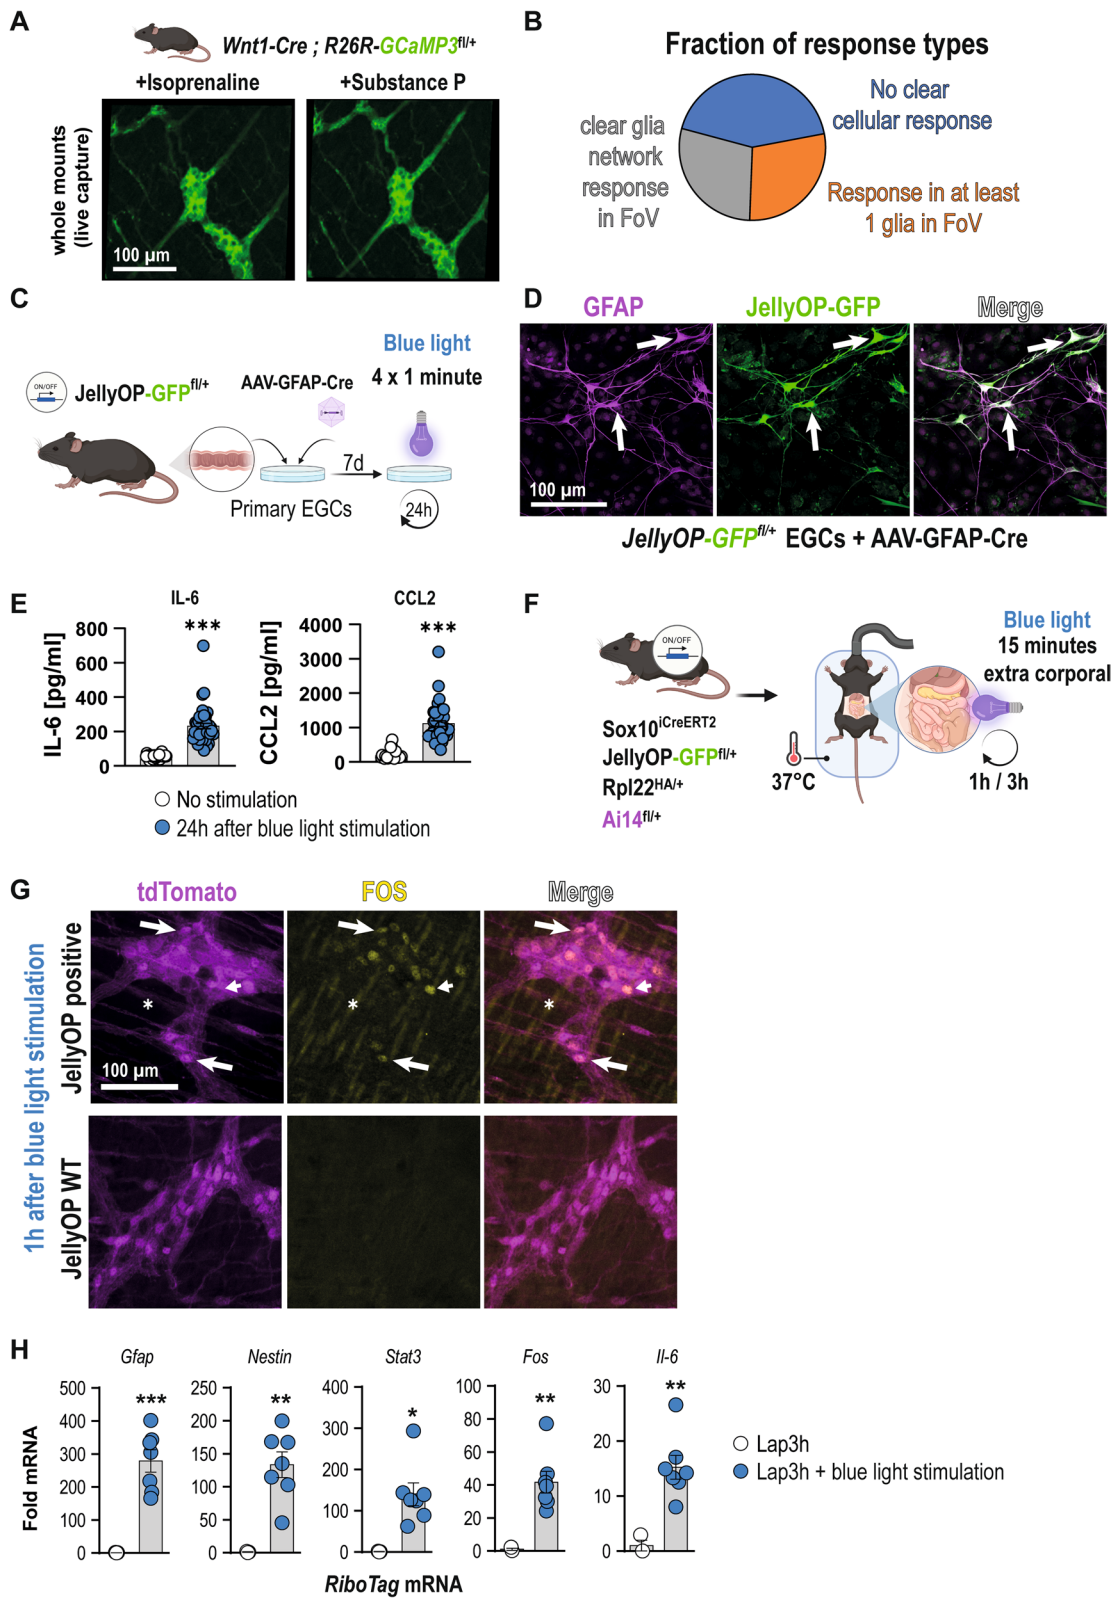 A
Wnt1-Cre ; R26R-GCaMP3fl/+
+Isoprenaline
+Substance P
whole mounts
(live capture)
100 µm
B
Fraction of response types
No clear
cellular response
clear glia
network
response
in FoV
Response in at least
1 glia in FoV
C
Blue light
4 x 1 minute
ON/OFF
JellyOP-GFPfl/+
AAV-GFAP-Cre
7d
Primary EGCs
24h
D
GFAP
JellyOP-GFP
Merge
100 µm
JellyOP-GFPfl/+ EGCs + AAV-GFAP-Cre
E
IL-6
IL-6 [pg/ml]
800
600
400
200
0
***
CCL2
CCL2 [pg/ml]
4000
3000
2000
1000
0
***
No stimulation
24h after blue light stimulation
F
ON/OFF
Sox10iCreERT2
JellyOP-GFPfl/+
Rpl22HA/+
Ai14fl/+
37°C
Blue light
15 minutes
extra corporal
1h / 3h
G
tdTomato
FOS
Merge
1h after blue light stimulation
JellyOP positive
*
*
*
100 µm
JellyOP WT
H
Fold mRNA
Gfap
500
400
300
200
100
0
***
Nestin
250
200
150
100
50
0
**
Stat3
400
300
200
100
0
*
Fos
100
80
60
40
20
0
**
Il-6
30
20
10
0
**
Lap3h
Lap3h + blue light stimulation
RiboTag mRNA